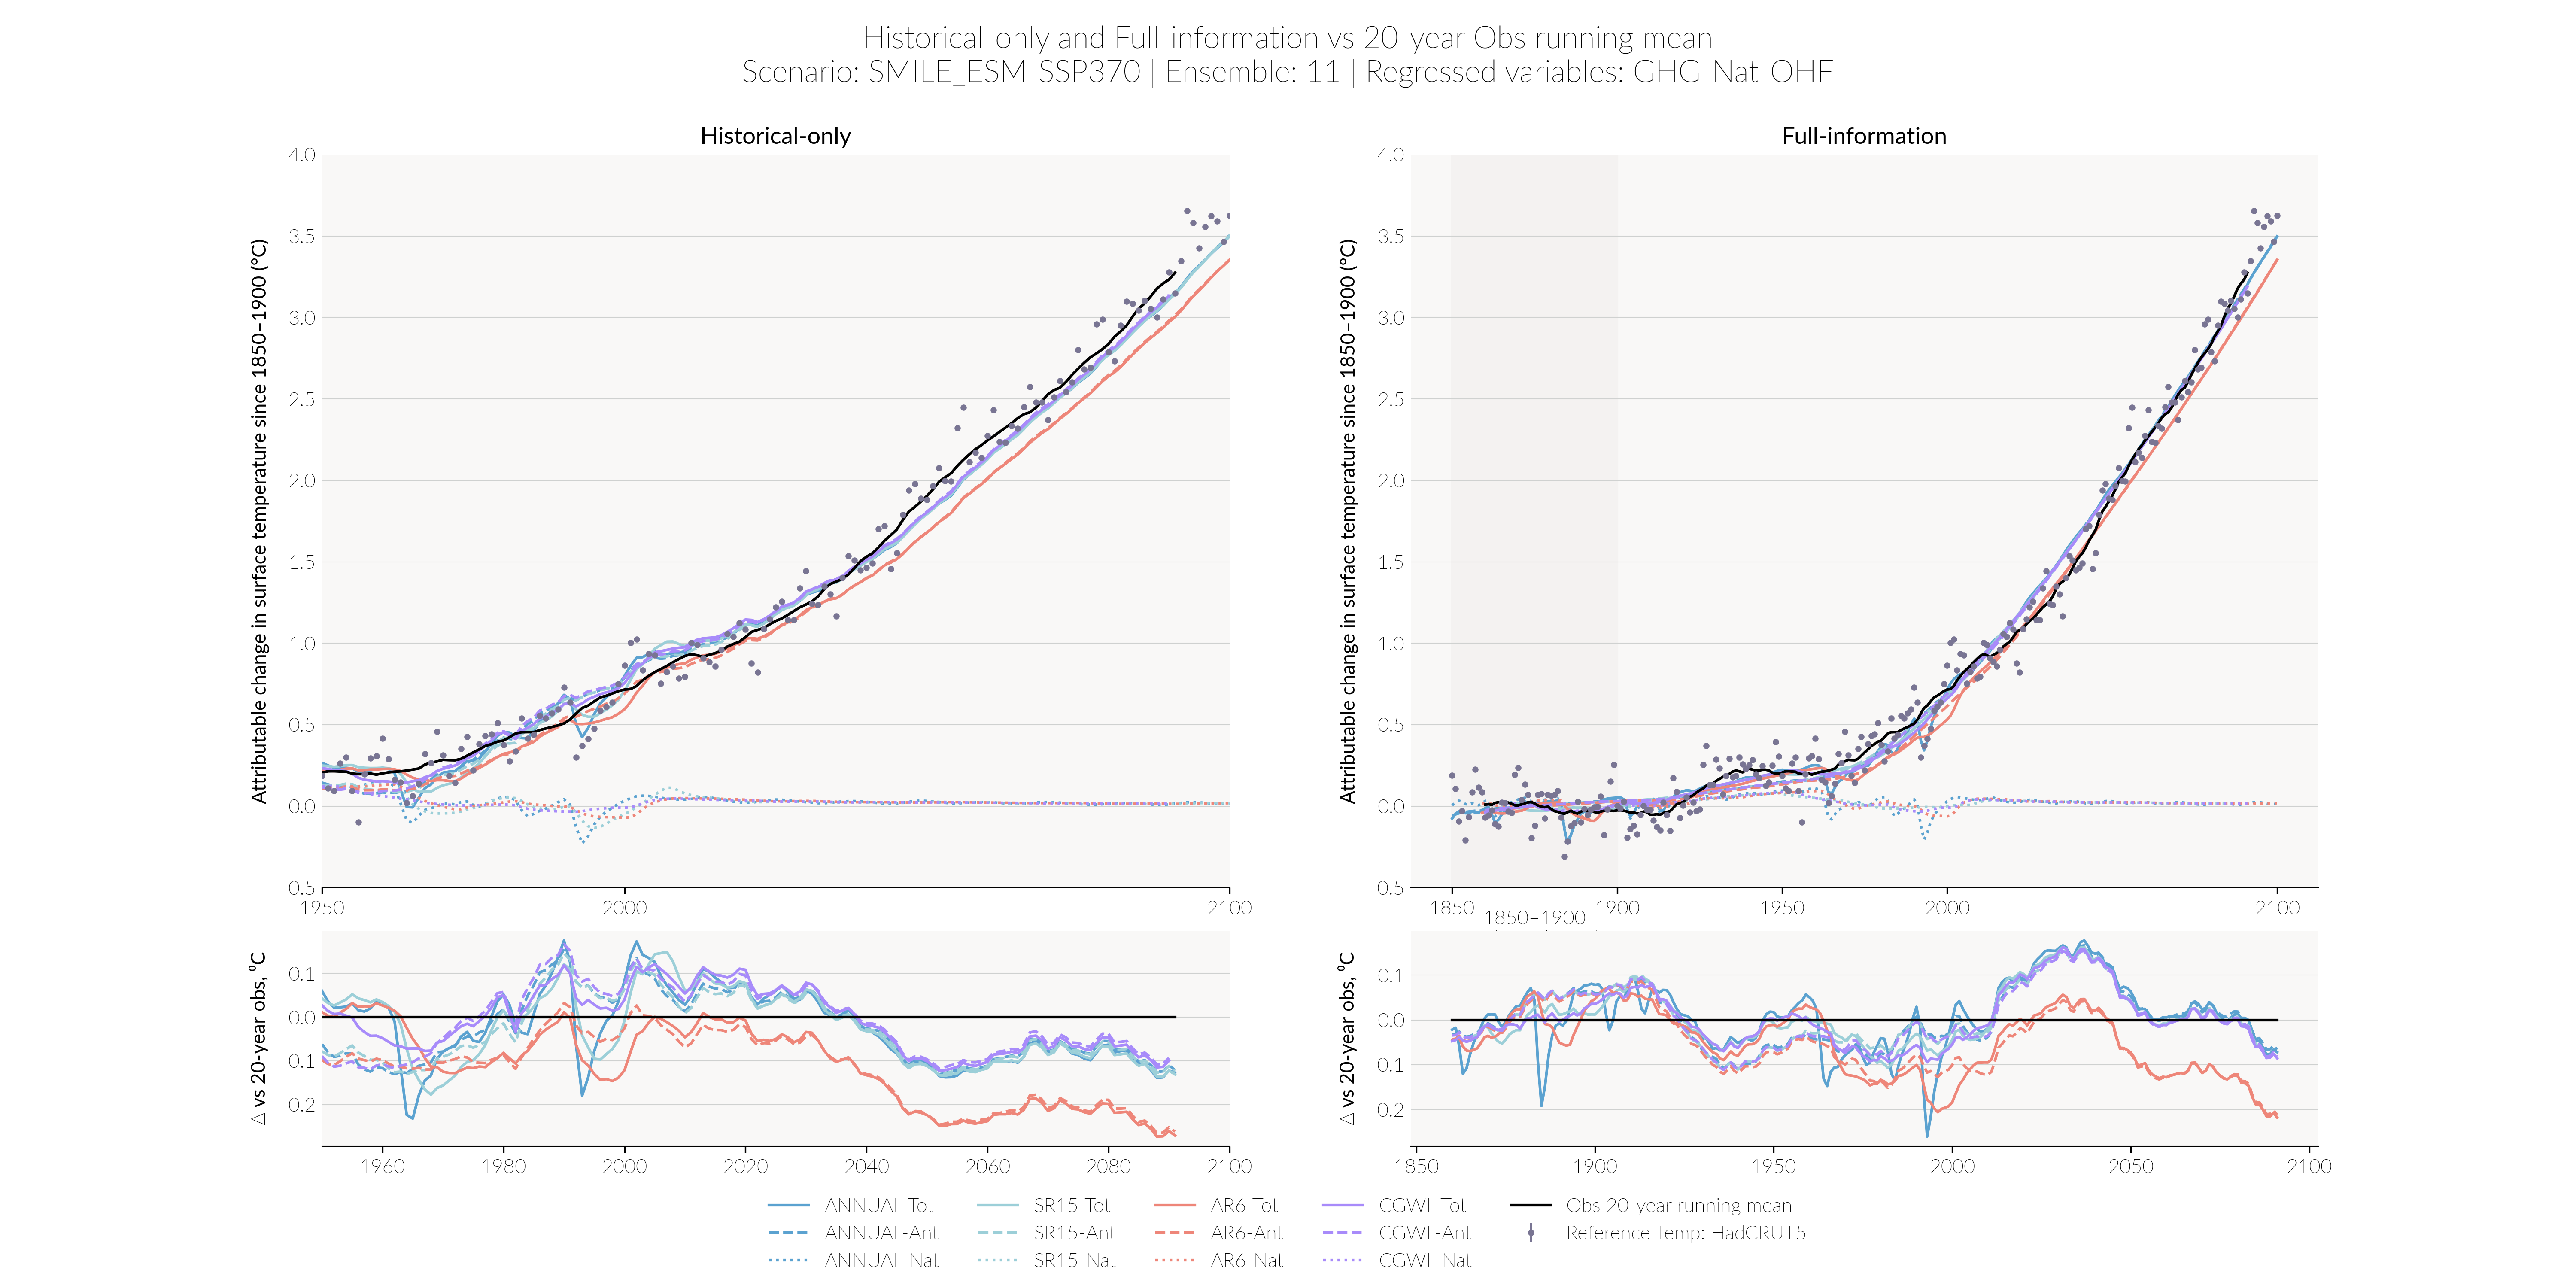 Historical-only and Full-information vs 20-year Obs running mean
Scenario: SMILE_ESM-SSP370 | Ensemble: 11 | Regressed variables: GHG-Nat-OHF
Historical-only
Attributable change in surface temperature since 1850–1900 (°C)
4.0
3.5
3.0
2.5
2.0
1.5
1.0
0.5
0.0
−0.5
1950 2000 2100
Full-information
Attributable change in surface temperature since 1850–1900 (°C)
4.0
3.5
3.0
2.5
2.0
1.5
1.0
0.5
0.0
−0.5
1850 1900 1950 2000 2100
1850–1900
△ vs 20-year obs, ⁰C
0.1
0.0
−0.1
−0.2
1960 1980 2000 2020 2040 2060 2080 2100
△ vs 20-year obs, ⁰C
0.1
0.0
−0.1
−0.2
1850 1900 1950 2000 2050 2100
ANNUAL-Tot SR15-Tot AR6-Tot CGWL-Tot Obs 20-year running mean
ANNUAL-Ant SR15-Ant AR6-Ant CGWL-Ant Reference Temp: HadCRUT5
ANNUAL-Nat SR15-Nat AR6-Nat CGWL-Nat